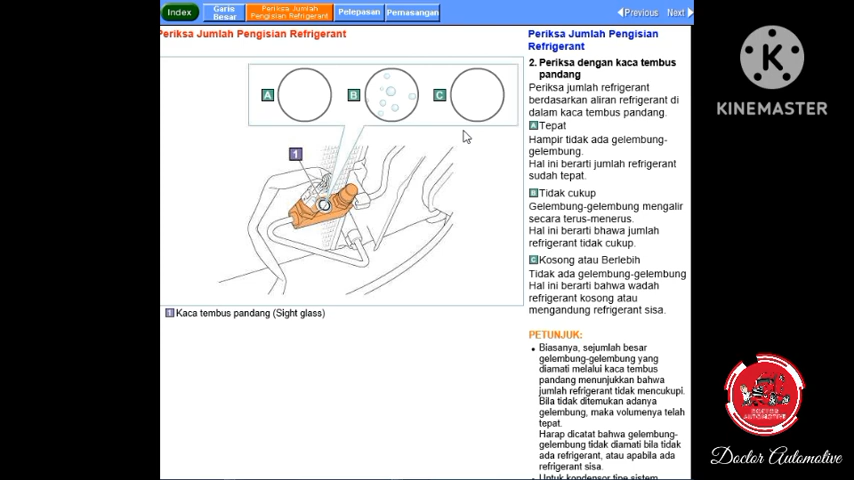 Index
Garis
Besar
Periksa Jumlah
Pengisian Refrigerant
Pelepasan
Pemasangan
Previous
Next
Periksa Jumlah Pengisian Refrigerant
A
B
C
1
1 Kaca tembus pandang (Sight glass)
Periksa Jumlah Pengisian
Refrigerant
2. Periksa dengan kaca tembus
pandang
Periksa jumlah refrigerant
berdasarkan aliran refrigerant di
dalam kaca tembus pandang.
A Tepat
Hampir tidak ada gelembung-
gelembung.
Hal ini berarti jumlah refrigerant
sudah tepat.
B Tidak cukup
Gelembung-gelembung mengalir
secara terus-menerus.
Hal ini berarti bhawa jumlah
refrigerant tidak cukup.
C Kosong atau Berlebih
Tidak ada gelembung-gelembung
Hal ini berarti bahwa wadah
refrigerant kosong atau
mengandung refrigerant sisa.
PETUNJUK:
• Biasanya, sejumlah besar
gelembung-gelembung yang
diamati melalui kaca tembus
pandang menunjukkan bahwa
jumlah refrigerant tidak mencukupi.
Bila tidak ditemukan adanya
gelembung, maka volumenya telah
tepat.
Harap dicatat bahwa gelembung-
gelembung tidak diamati bila tidak
ada refrigerant, atau apabila ada
refrigerant sisa.
• Untuk kondensor tipe sistem
K
KINEMASTER
DOCTOR
AUTOMOTIVE
Doctor Automotive